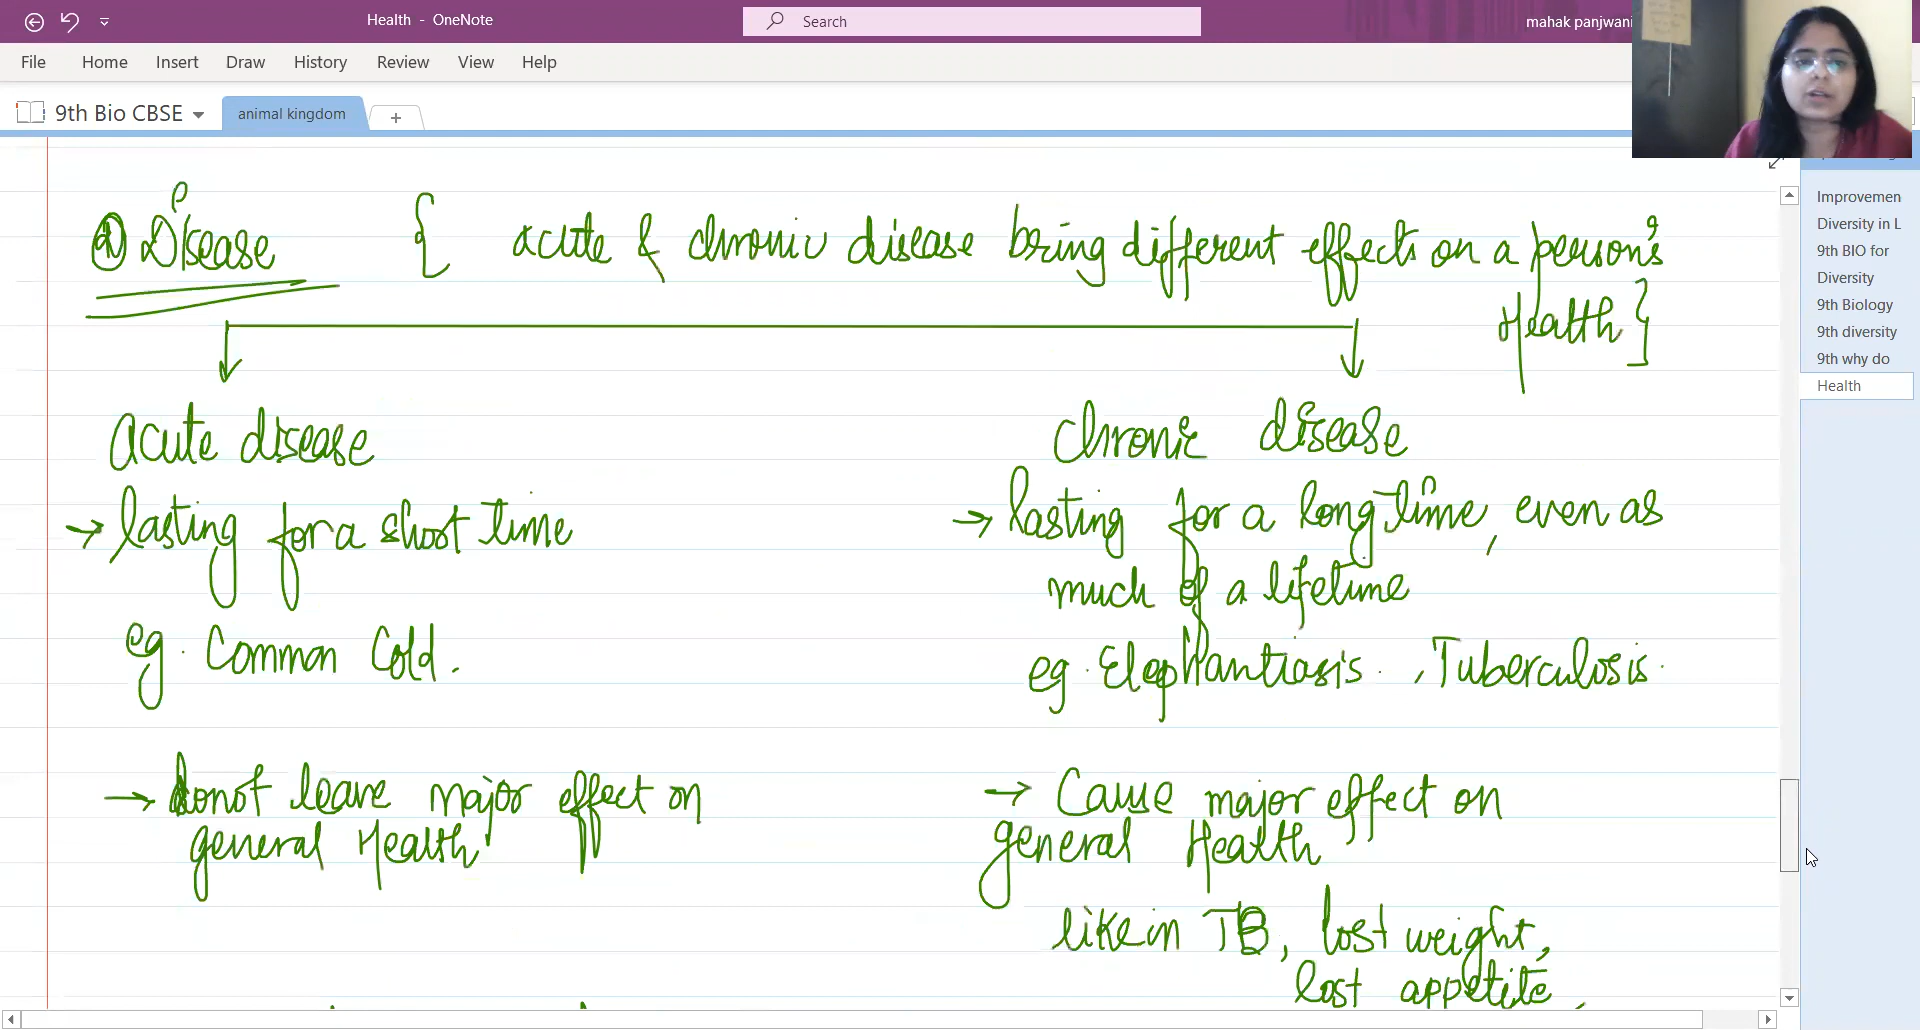 Health - OneNote
Search
mahak panjwani
File Home Insert Draw History Review View Help
9th Bio CBSE
animal kingdom
+
Improvemen
Diversity in L
9th BIO for
Diversity
9th Biology
9th diversity
9th why do
Health
Disease { acute & chronic disease bring different effects on a person's
Health }
Acute disease
Chronic disease
→ lasting for a short time
→ lasting for a long time, even as
much of a lifetime
eg. Common Cold.
eg. Elephantiasis. , Tuberculosis.
→ donot leave major effect on
general Health
→ Cause major effect on
general Health
like in TB, lost weight,
lost appetite,